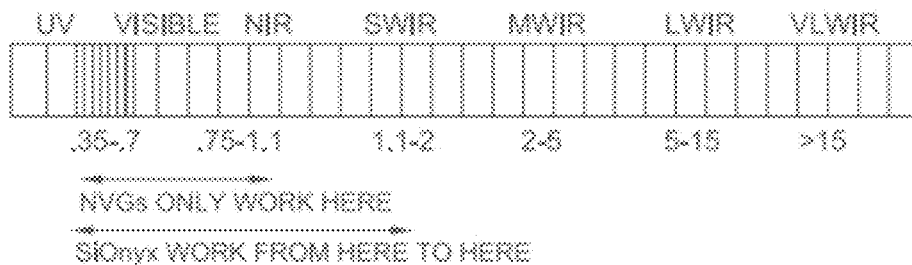 UV VISIBLE NIR SWIR MWIR LWIR VLWIR
.35-.7 .75-1.1 1.1-2 2-5 5-15 >15
NVGs ONLY WORK HERE
SiOnyx WORK FROM HERE TO HERE